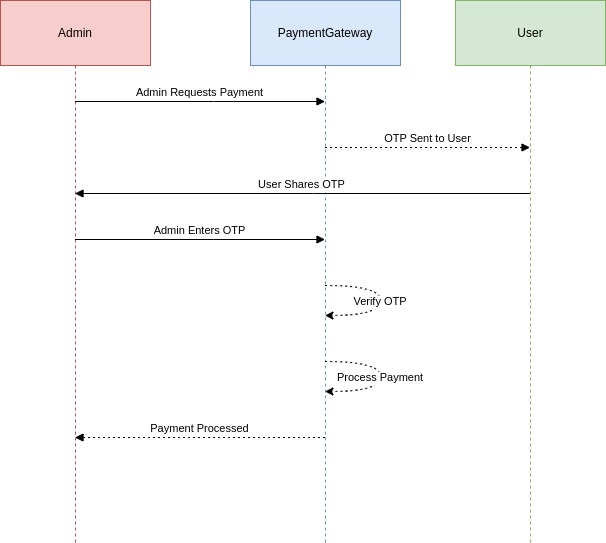 Admin
PaymentGateway
User
Admin Requests Payment
OTP Sent to User
User Shares OTP
Admin Enters OTP
Verify OTP
Process Payment
Payment Processed